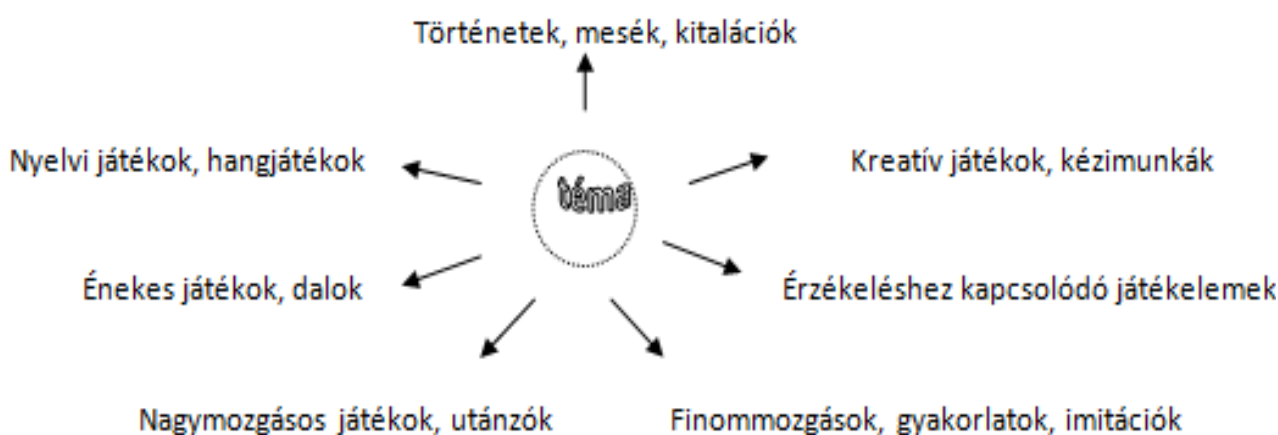 Történetek, mesék, kitalációk
Nyelvi játékok, hangjátékok
Kreatív játékok, kézimunkák
téma
Énekes játékok, dalok
Érzékeléshez kapcsolódó játékelemek
Nagymozgásos játékok, utánzók
Finommozgások, gyakorlatok, imitációk